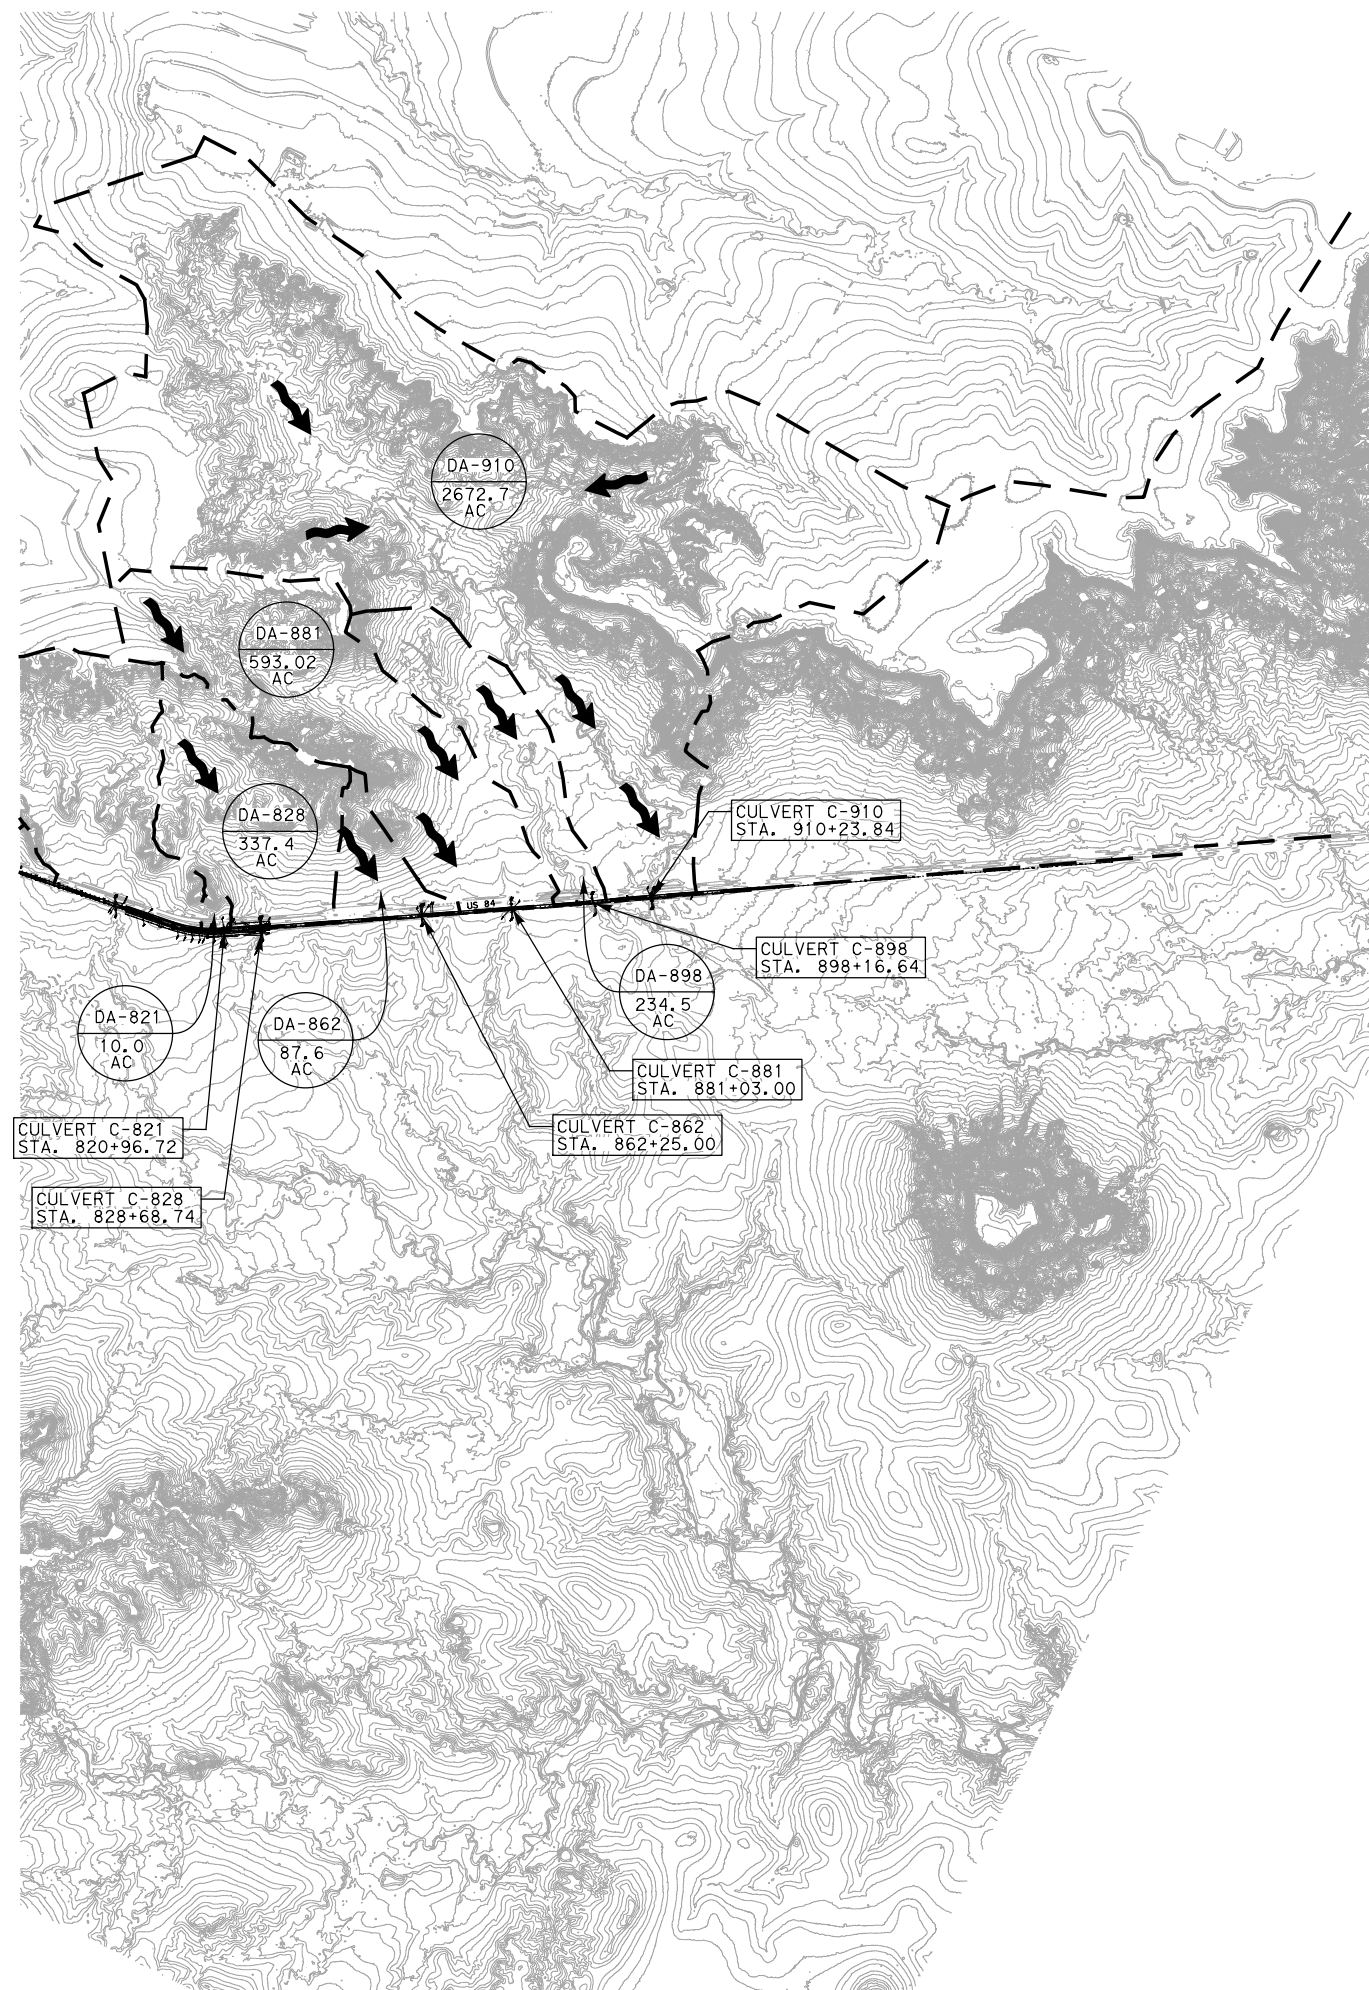 DA-910
2672.7
AC
DA-881
593.02
AC
DA-828
337.4
AC
CULVERT C-910
STA. 910+23.84
US 84
CULVERT C-898
STA. 898+16.64
DA-898
234.5
AC
DA-821
10.0
AC
DA-862
87.6
AC
CULVERT C-881
STA. 881+03.00
CULVERT C-862
STA. 862+25.00
CULVERT C-821
STA. 820+96.72
CULVERT C-828
STA. 828+68.74